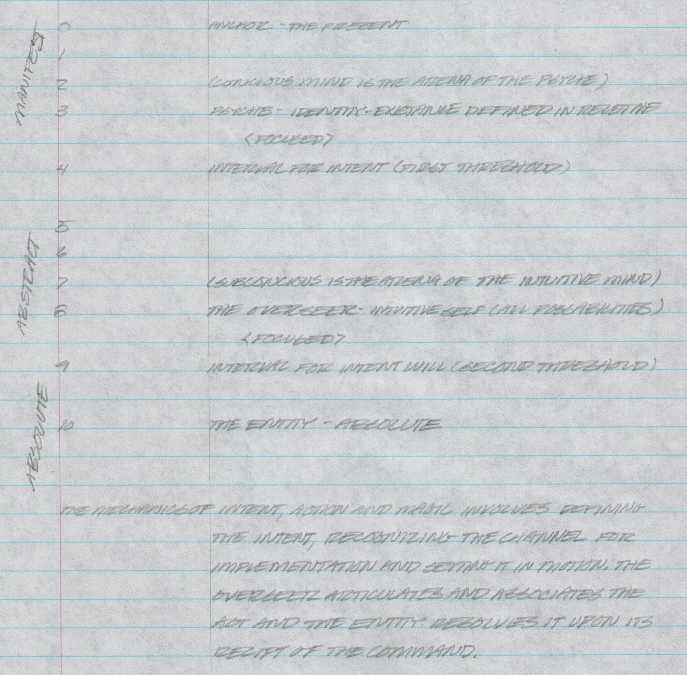 0 ANCHOR - THE PRESENT
1
2 (CONCIOUS MIND IS THE ARENA OF THE PSYCHE)
3 PSYCHE - IDENTITY - EXISTANCE DEFINED IN RELETIVE
<FOCUSED>
4 INTERVAL FOR INTENT (FIRST THRESHOLD)
5
6
7 (SUBCONCIOUS IS THE ARENA OF THE INTUITIVE MIND)
8 THE OVERSEER - INTUITIVE SELF (ALL POSSABILITIES)
<FOCUSED>
9 INTERVAL FOR INTENT WILL (SECOND THRESHOLD)
10 THE ENTITY - ABSOLUTE
MANIFEST
ABSTRACT
ABSOLUTE
THE MECHANICS OF INTENT, ACTION AND MAGIC INVOLVES DEFINING
THE INTENT, RECOGNIZING THE CHANNEL FOR
IMPLEMENTATION AND SETTING IT IN MOTION. THE
OVERSEER ARTICULATES AND ASSOCIATES THE
ACT AND THE ENTITY RESOLVES IT UPON ITS
RECIPT OF THE COMMAND.